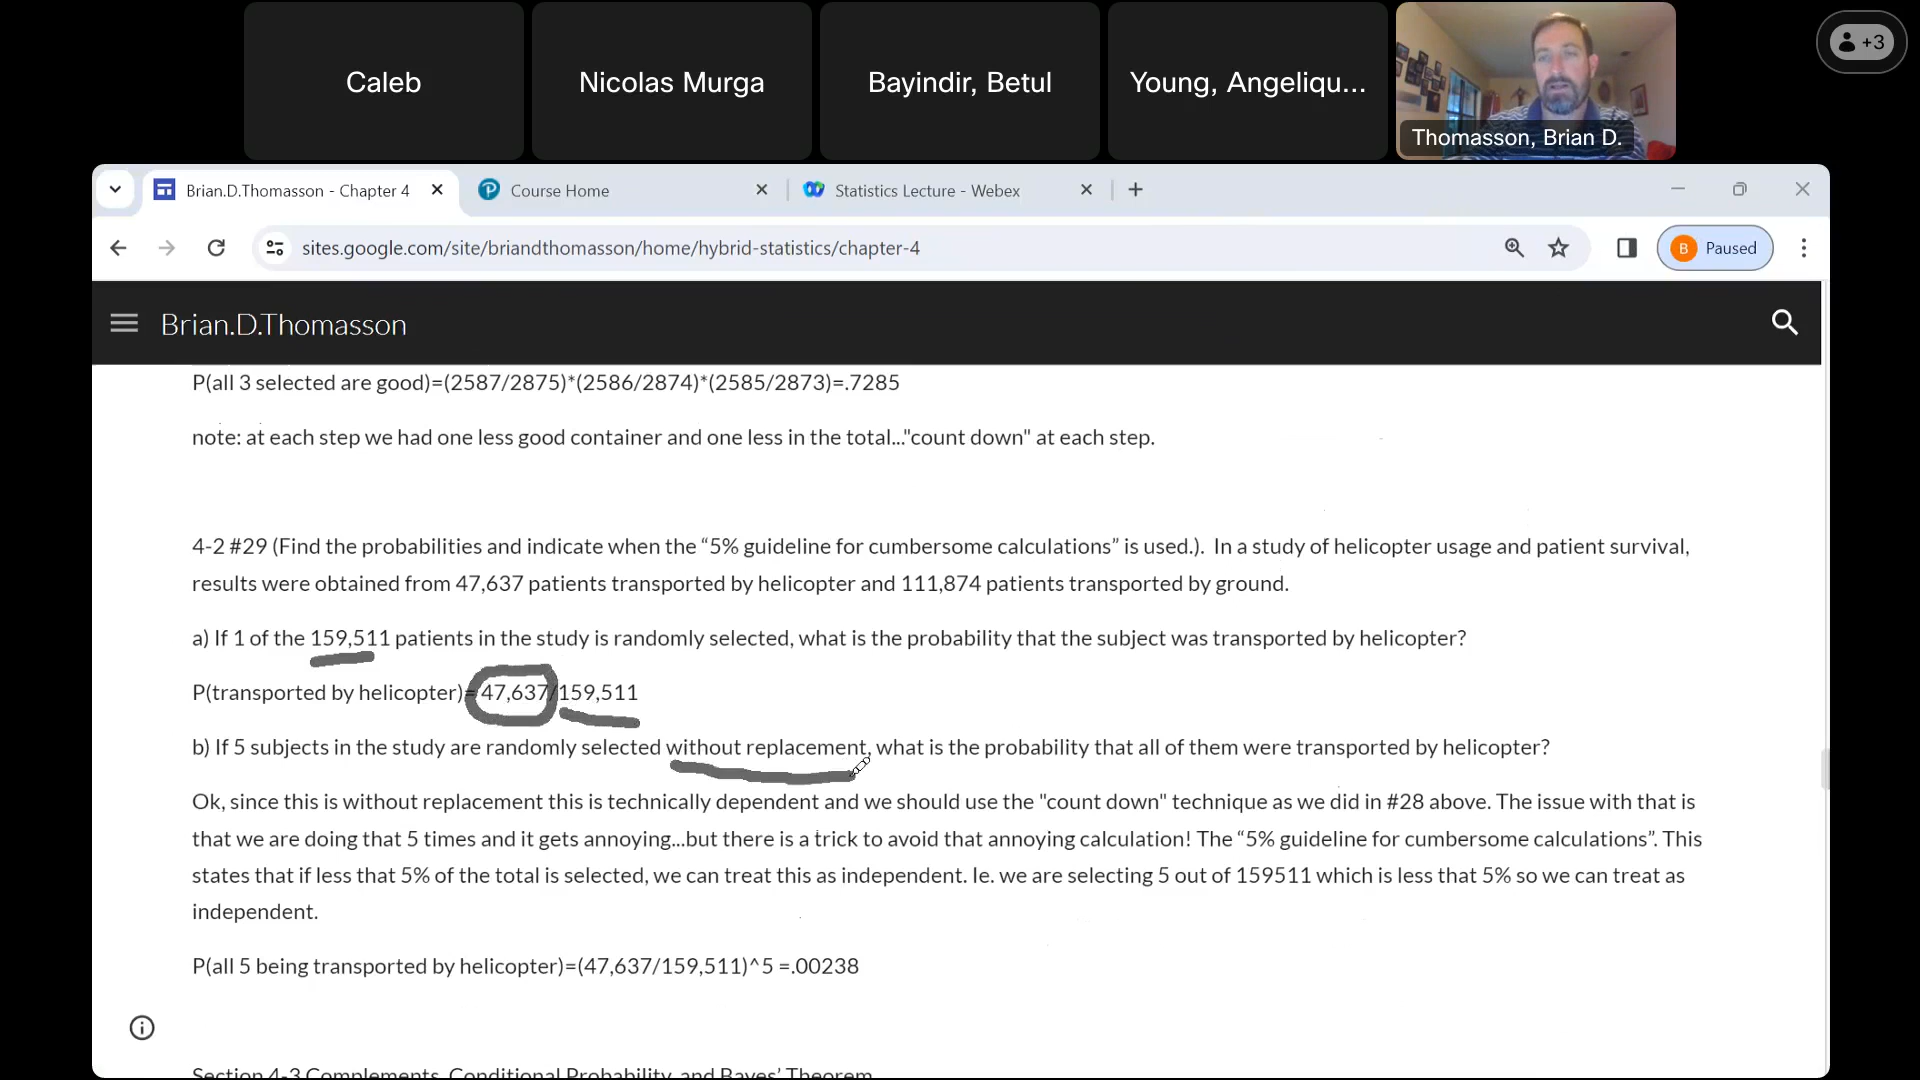 Caleb
Nicolas Murga
Bayindir, Betul
Young, Angeliqu...
Thomasson, Brian D.
+3
Brian.D.Thomasson - Chapter 4
Course Home
Statistics Lecture - Webex
sites.google.com/site/briandthomasson/home/hybrid-statistics/chapter-4
B Paused
Brian.D.Thomasson
P(all 3 selected are good)=(2587/2875)*(2586/2874)*(2585/2873)=.7285
note: at each step we had one less good container and one less in the total..."count down" at each step.
4-2 #29 (Find the probabilities and indicate when the “5% guideline for cumbersome calculations” is used.). In a study of helicopter usage and patient survival,
results were obtained from 47,637 patients transported by helicopter and 111,874 patients transported by ground.
a) If 1 of the 159,511 patients in the study is randomly selected, what is the probability that the subject was transported by helicopter?
P(transported by helicopter)= 47,637/159,511
b) If 5 subjects in the study are randomly selected without replacement, what is the probability that all of them were transported by helicopter?
Ok, since this is without replacement this is technically dependent and we should use the "count down" technique as we did in #28 above. The issue with that is
that we are doing that 5 times and it gets annoying...but there is a trick to avoid that annoying calculation! The “5% guideline for cumbersome calculations”. This
states that if less that 5% of the total is selected, we can treat this as independent. Ie. we are selecting 5 out of 159511 which is less that 5% so we can treat as
independent.
P(all 5 being transported by helicopter)=(47,637/159,511)^5 =.00238
Section 4-3 Complements, Conditional Probability, and Bayes’ Theorem